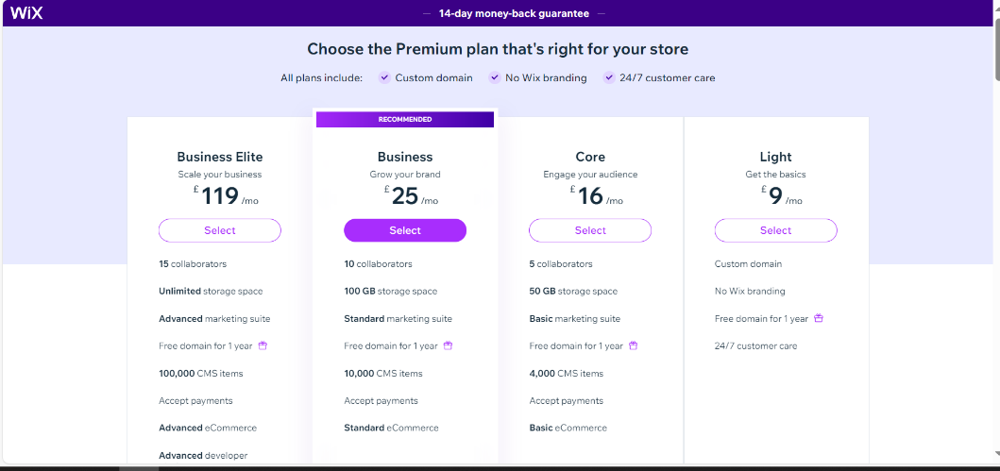 WiX
14-day money-back guarantee
Choose the Premium plan that's right for your store
All plans include: Custom domain No Wix branding 24/7 customer care
RECOMMENDED
Business Elite
Scale your business
£119 /mo
Select
15 collaborators
Unlimited storage space
Advanced marketing suite
Free domain for 1 year
100,000 CMS items
Accept payments
Advanced eCommerce
Advanced developer
Business
Grow your brand
£25 /mo
Select
10 collaborators
100 GB storage space
Standard marketing suite
Free domain for 1 year
10,000 CMS items
Accept payments
Standard eCommerce
Core
Engage your audience
£16 /mo
Select
5 collaborators
50 GB storage space
Basic marketing suite
Free domain for 1 year
4,000 CMS items
Accept payments
Basic eCommerce
Light
Get the basics
£9 /mo
Select
Custom domain
No Wix branding
Free domain for 1 year
24/7 customer care